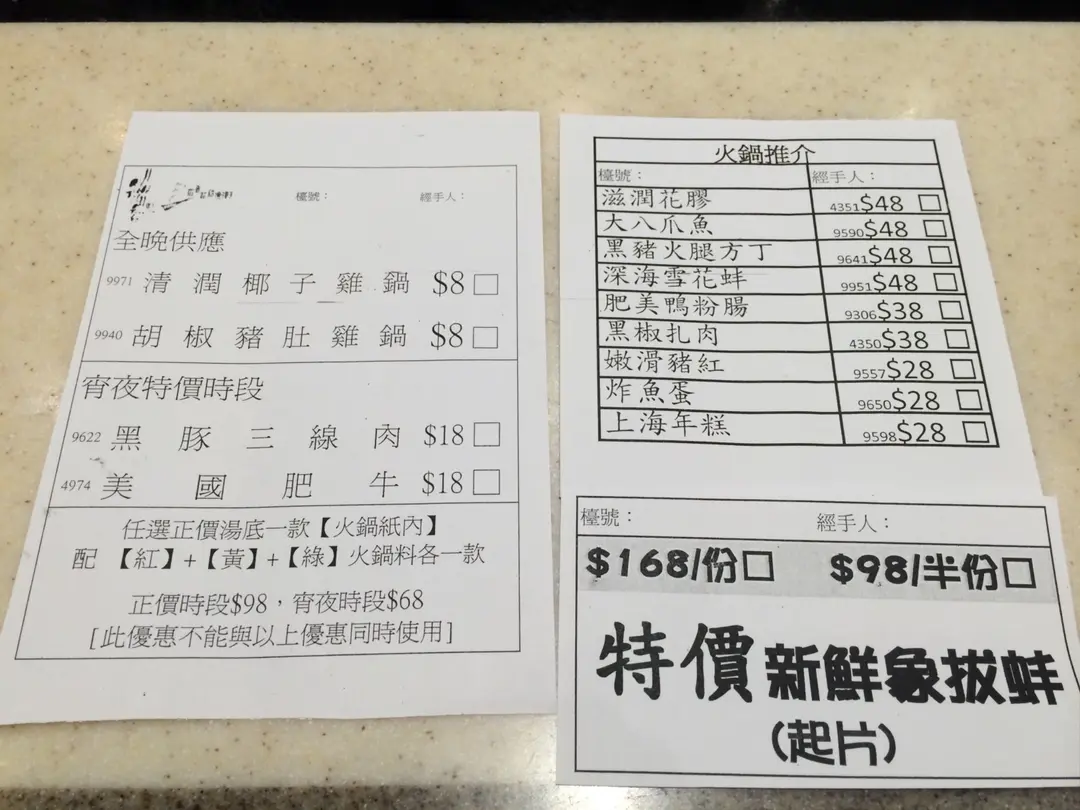 檯號： 經手人：
全晚供應
9971 清潤椰子雞鍋 $8 □
9940 胡椒豬肚雞鍋 $8 □
宵夜特價時段
9622 黑豚三線肉 $18 □
4974 美國肥牛 $18 □
任選正價湯底一款【火鍋紙內】
配 【紅】+【黃】+【綠】火鍋料各一款
正價時段$98，宵夜時段$68
[此優惠不能與以上優惠同時使用]
火鍋推介
檯號： 經手人：
滋潤花膠 4351$48 □
大八爪魚 9590$48 □
黑豬火腿方丁 9641$48 □
深海雪花蚌 9951$48 □
肥美鴨粉腸 9306$38 □
黑椒扎肉 4350$38 □
嫩滑豬紅 9557$28 □
炸魚蛋 9650$28 □
上海年糕 9598$28 □
檯號： 經手人：
$168/份□ $98/半份□
特價新鮮象拔蚌
(起片)